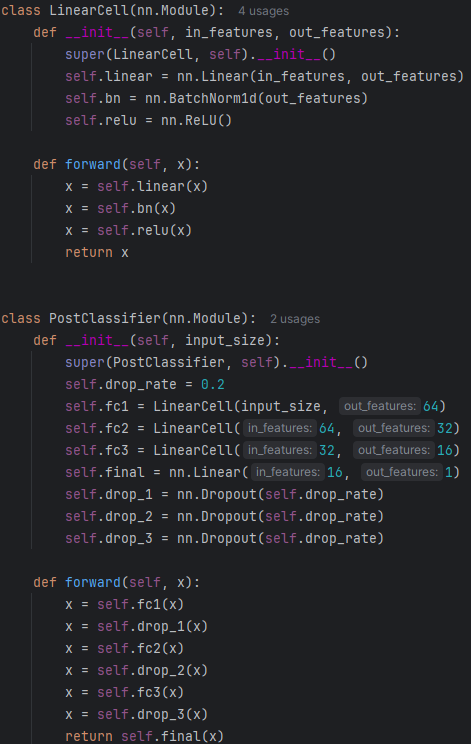 class LinearCell(nn.Module): 4 usages
    def __init__(self, in_features, out_features):
        super(LinearCell, self).__init__()
        self.linear = nn.Linear(in_features, out_features)
        self.bn = nn.BatchNorm1d(out_features)
        self.relu = nn.ReLU()
    def forward(self, x):
        x = self.linear(x)
        x = self.bn(x)
        x = self.relu(x)
        return x
class PostClassifier(nn.Module): 2 usages
    def __init__(self, input_size):
        super(PostClassifier, self).__init__()
        self.drop_rate = 0.2
        self.fc1 = LinearCell(input_size, out_features: 64)
        self.fc2 = LinearCell(in_features: 64, out_features: 32)
        self.fc3 = LinearCell(in_features: 32, out_features: 16)
        self.final = nn.Linear(in_features: 16, out_features: 1)
        self.drop_1 = nn.Dropout(self.drop_rate)
        self.drop_2 = nn.Dropout(self.drop_rate)
        self.drop_3 = nn.Dropout(self.drop_rate)
    def forward(self, x):
        x = self.fc1(x)
        x = self.drop_1(x)
        x = self.fc2(x)
        x = self.drop_2(x)
        x = self.fc3(x)
        x = self.drop_3(x)
        return self.final(x)